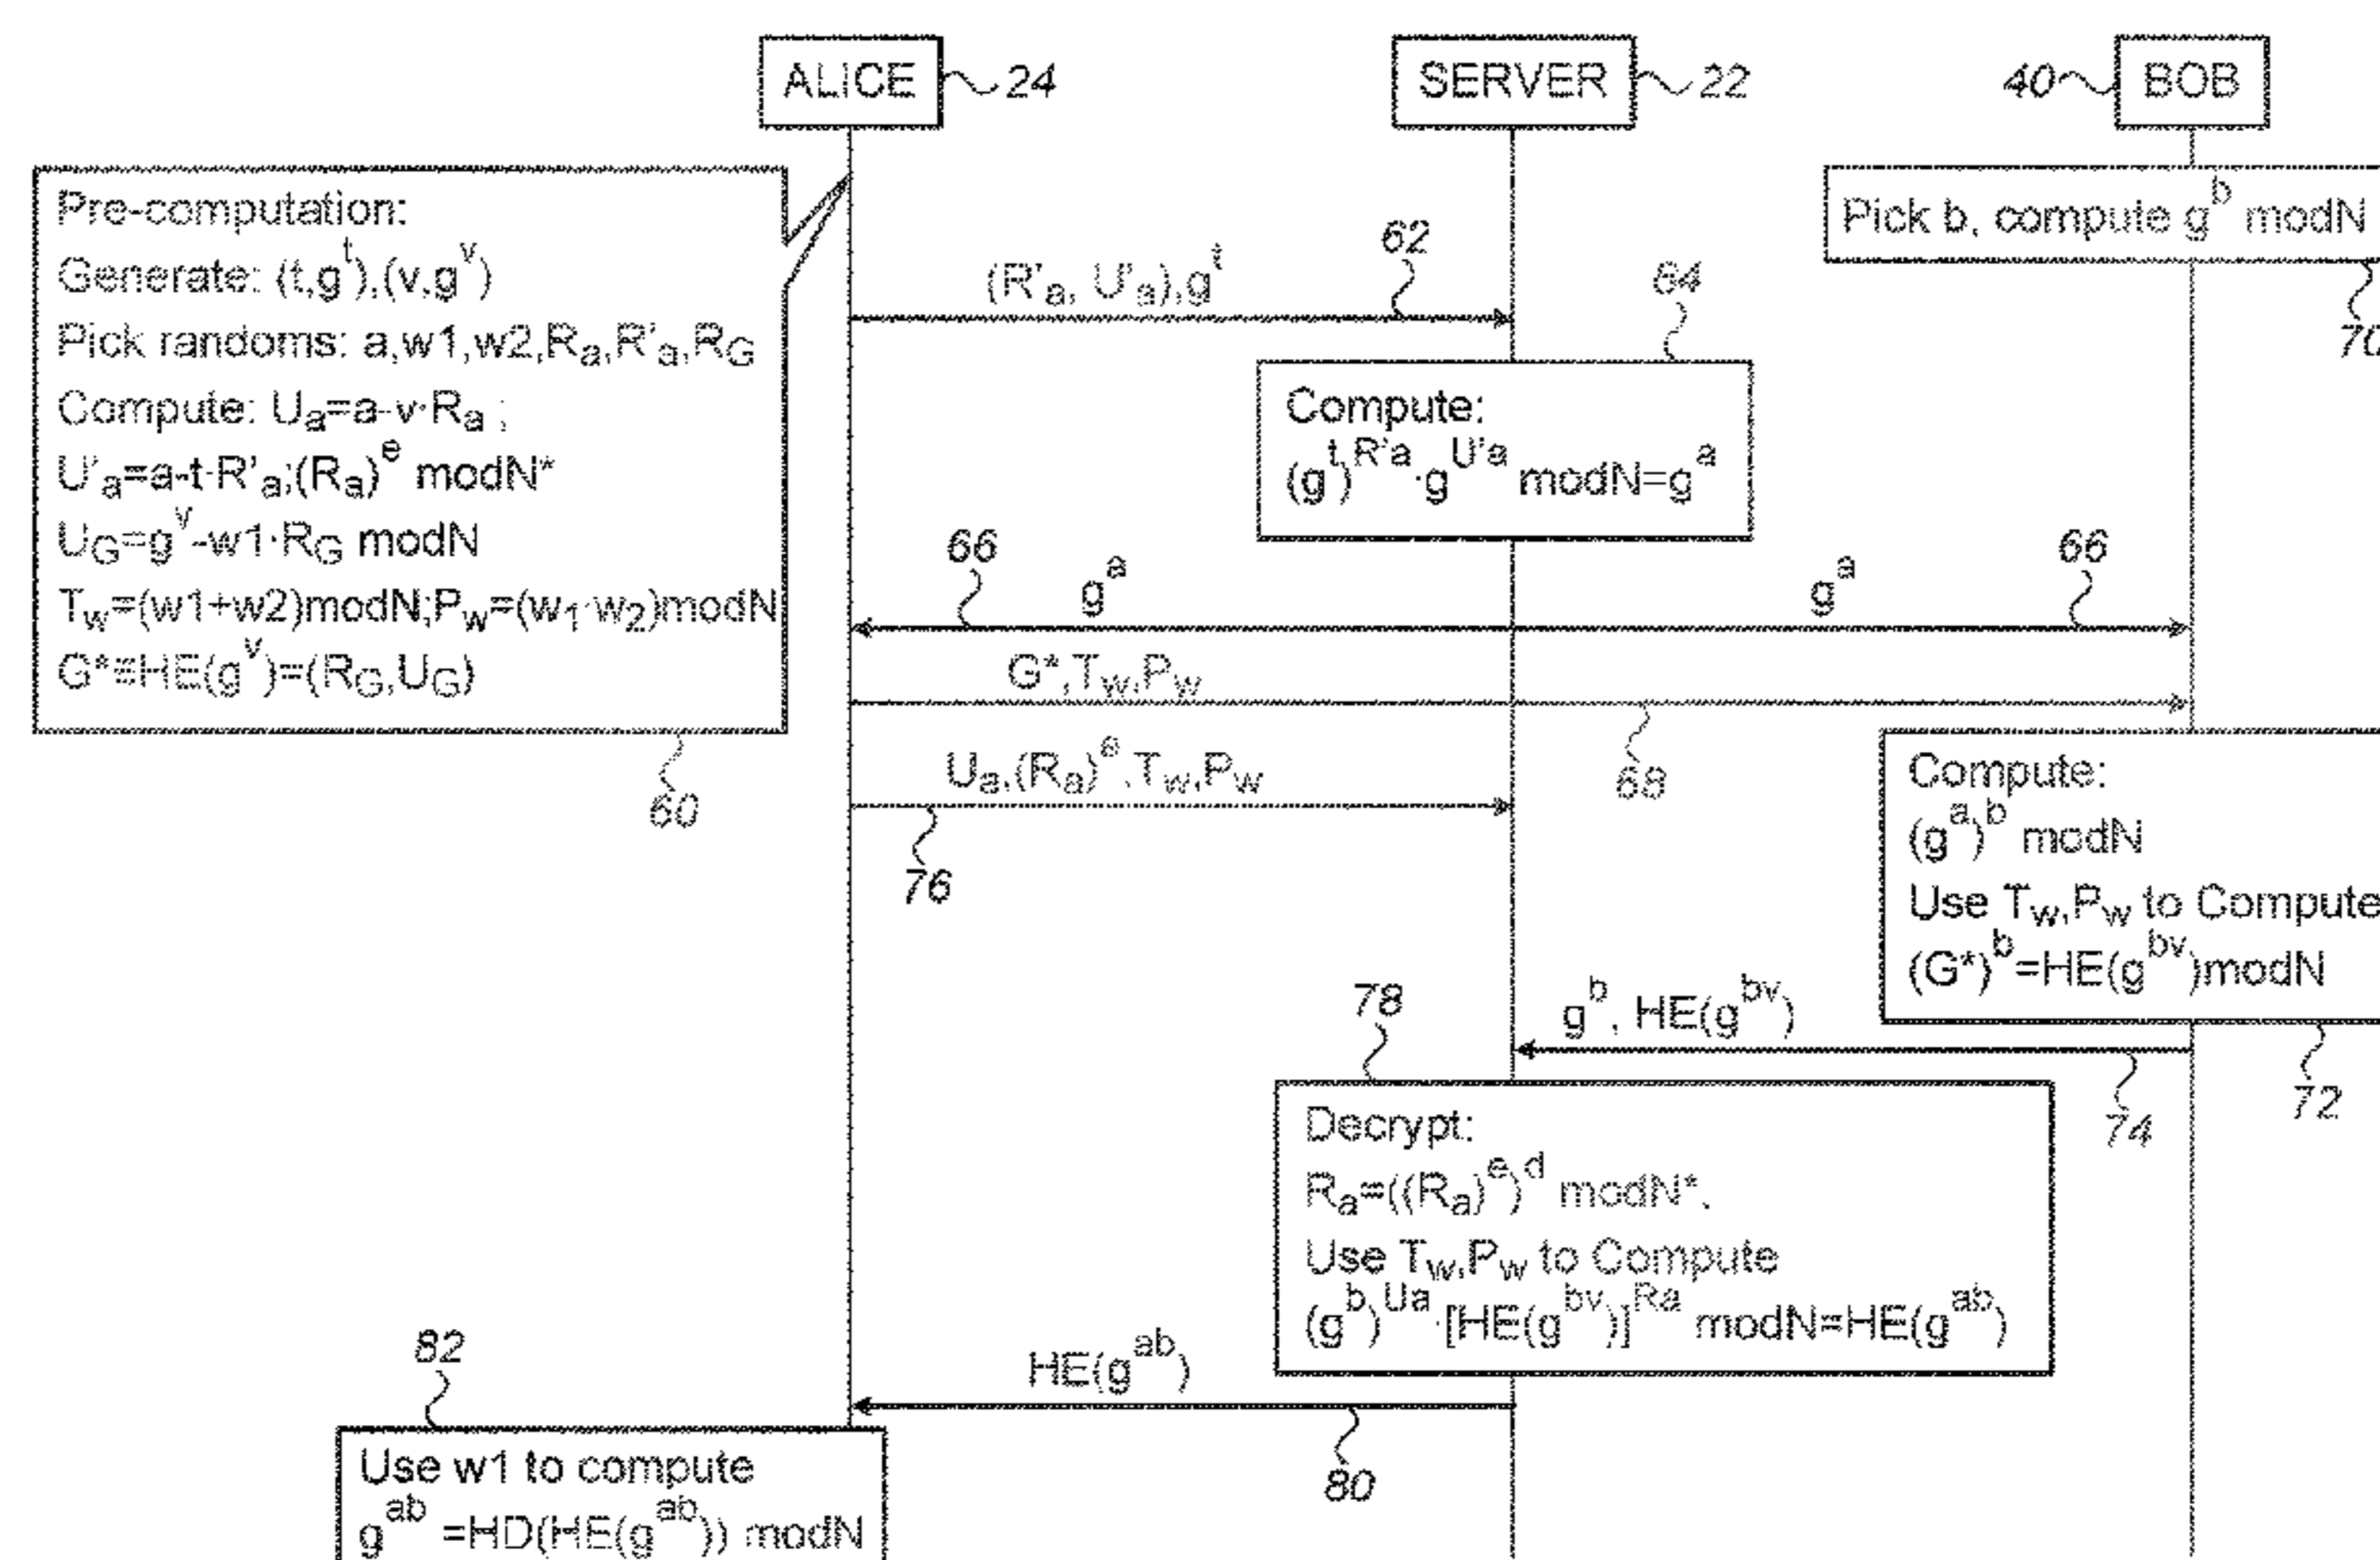 ALICE 24
SERVER 22
40 BOB
Pre-computation:
Generate: (t,g^t),(v,g^v)
Pick randoms: a,w1,w2,R_a,R'_a,R_G
Compute: U_a=a-v·R_a ;
U'_a=a-t·R'_a;(R_a)^e modN*
U_G=g^v-w1·R_G modN
T_w=(w1+w2)modN;P_w=(w_1·w_2)modN
G*≡HE(g^v)=(R_G,U_G)
60
Pick b, compute g^b modN
70
(R'_a, U'_a),g^t
62
64
Compute:
(g^t)^R'a·g^U'a modN=g^a
66
g^a
g^a
66
G*,T_w,P_w
68
U_a,(R_a)^e,T_w,P_w
76
Compute:
(g^a)^b modN
Use T_w,P_w to Compute
(G*)^b=HE(g^bv)modN
72
g^b, HE(g^bv)
74
78
Decrypt:
R_a=((R_a)^e)^d modN*.
Use T_w,P_w to Compute
(g^b)^Ua·[HE(g^bv)]^Ra modN=HE(g^ab)
HE(g^ab)
80
82
Use w1 to compute
g^ab =HD(HE(g^ab)) modN